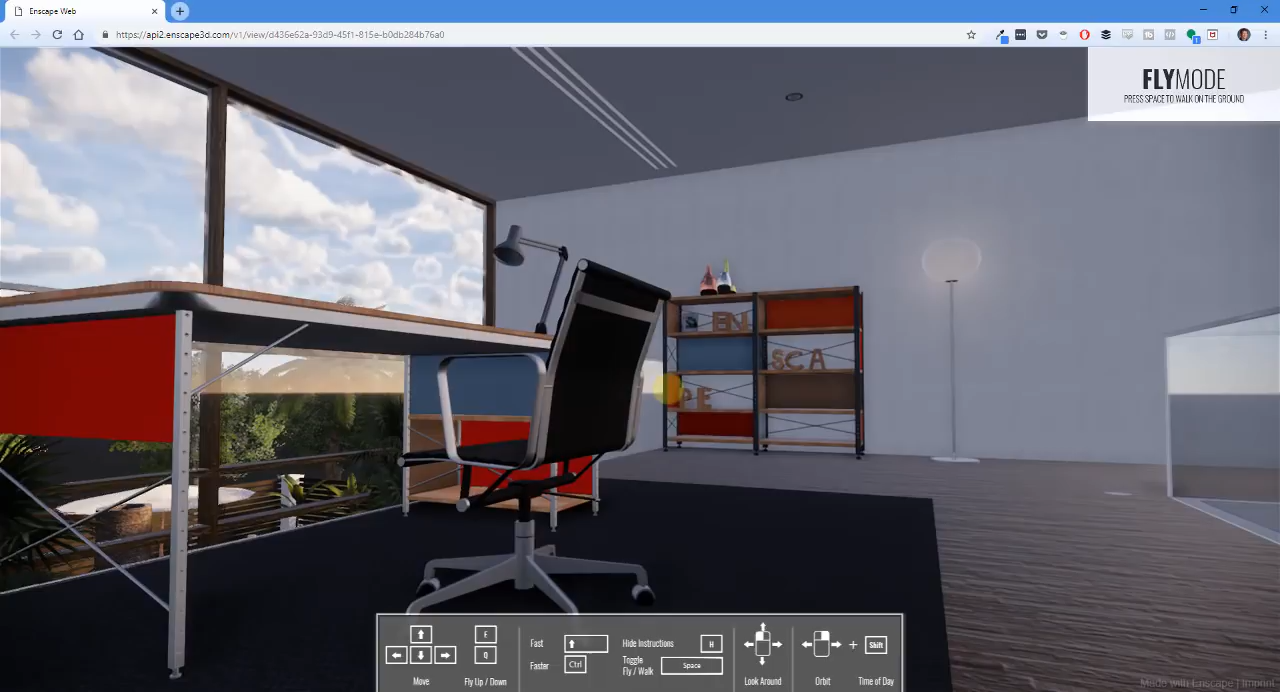 Enscape Web
https://api2.enscape3d.com/v1/view/d436e62a-93d9-45f1-815e-b0db284b76a0
FLYMODE
PRESS SPACE TO WALK ON THE GROUND
EN
SCA
PE
E
Fast
Hide Instructions
H
Q
Faster
Ctrl
Toggle
Fly / Walk
Space
+
Shift
Move
Fly Up / Down
Look Around
Orbit
Time of Day
Made with Enscape | Imprint